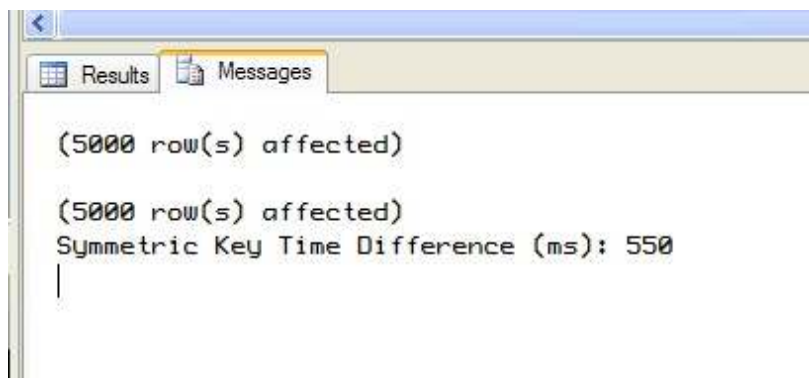 Results Messages
(5000 row(s) affected)
(5000 row(s) affected)
Symmetric Key Time Difference (ms): 550